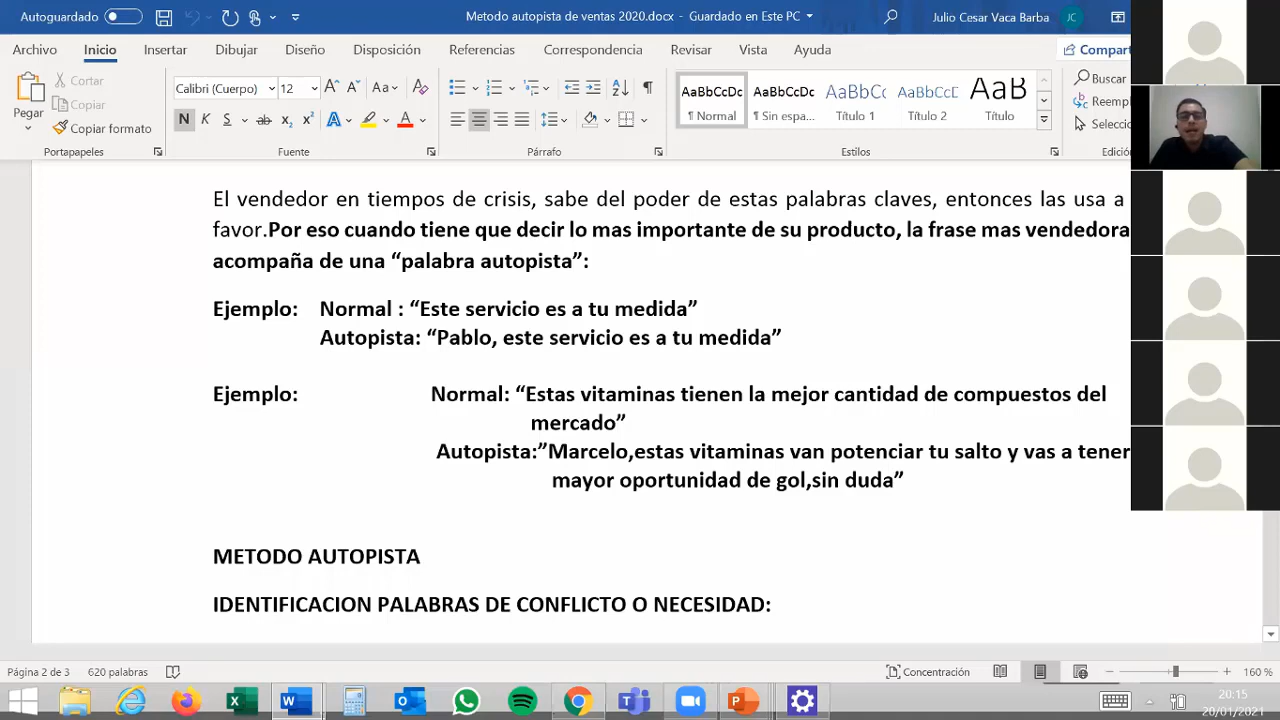 Autoguardado
Metodo autopista de ventas 2020.docx - Guardado en Este PC
Julio Cesar Vaca Barba
JC
Archivo Inicio Insertar Dibujar Diseño Disposición Referencias Correspondencia Revisar Vista Ayuda
Compart
Pegar
Cortar
Copiar
Copiar formato
Portapapeles
Calibri (Cuerpo) 12
N K S ab x₂ x²
Fuente
Párrafo
AaBbCcDc AaBbCcDc AaBbCc AaBbCcD AaB
¶ Normal ¶ Sin espa... Título 1 Título 2 Título
Estilos
Buscar
Reempl
Selecci
Edición
El vendedor en tiempos de crisis, sabe del poder de estas palabras claves, entonces las usa a
favor.Por eso cuando tiene que decir lo mas importante de su producto, la frase mas vendedora
acompaña de una “palabra autopista”:
Ejemplo: Normal : “Este servicio es a tu medida”
Autopista: “Pablo, este servicio es a tu medida”
Ejemplo: Normal: “Estas vitaminas tienen la mejor cantidad de compuestos del
mercado”
Autopista:”Marcelo,estas vitaminas van potenciar tu salto y vas a tener
mayor oportunidad de gol,sin duda”
METODO AUTOPISTA
IDENTIFICACION PALABRAS DE CONFLICTO O NECESIDAD:
Página 2 de 3 620 palabras
Concentración
160 %
20:15
20/01/2021